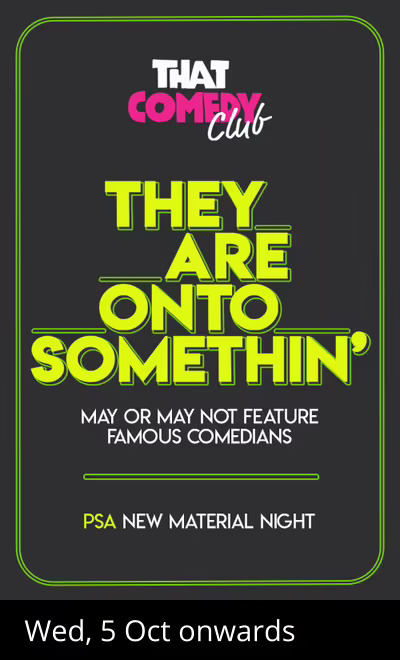 THAT
COMEDY
Club
THEY
ARE
ONTO
SOMETHIN'
MAY OR MAY NOT FEATURE
FAMOUS COMEDIANS
PSA NEW MATERIAL NIGHT
Wed, 5 Oct onwards